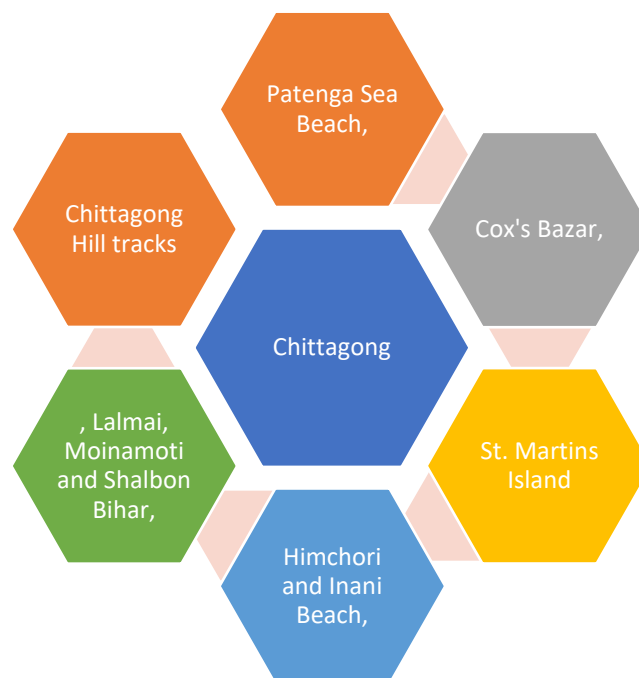 Patenga Sea
Beach,
Chittagong
Hill tracks
Cox's Bazar,
Chittagong
, Lalmai,
Moinamoti
and Shalbon
Bihar,
St. Martins
Island
Himchori
and Inani
Beach,